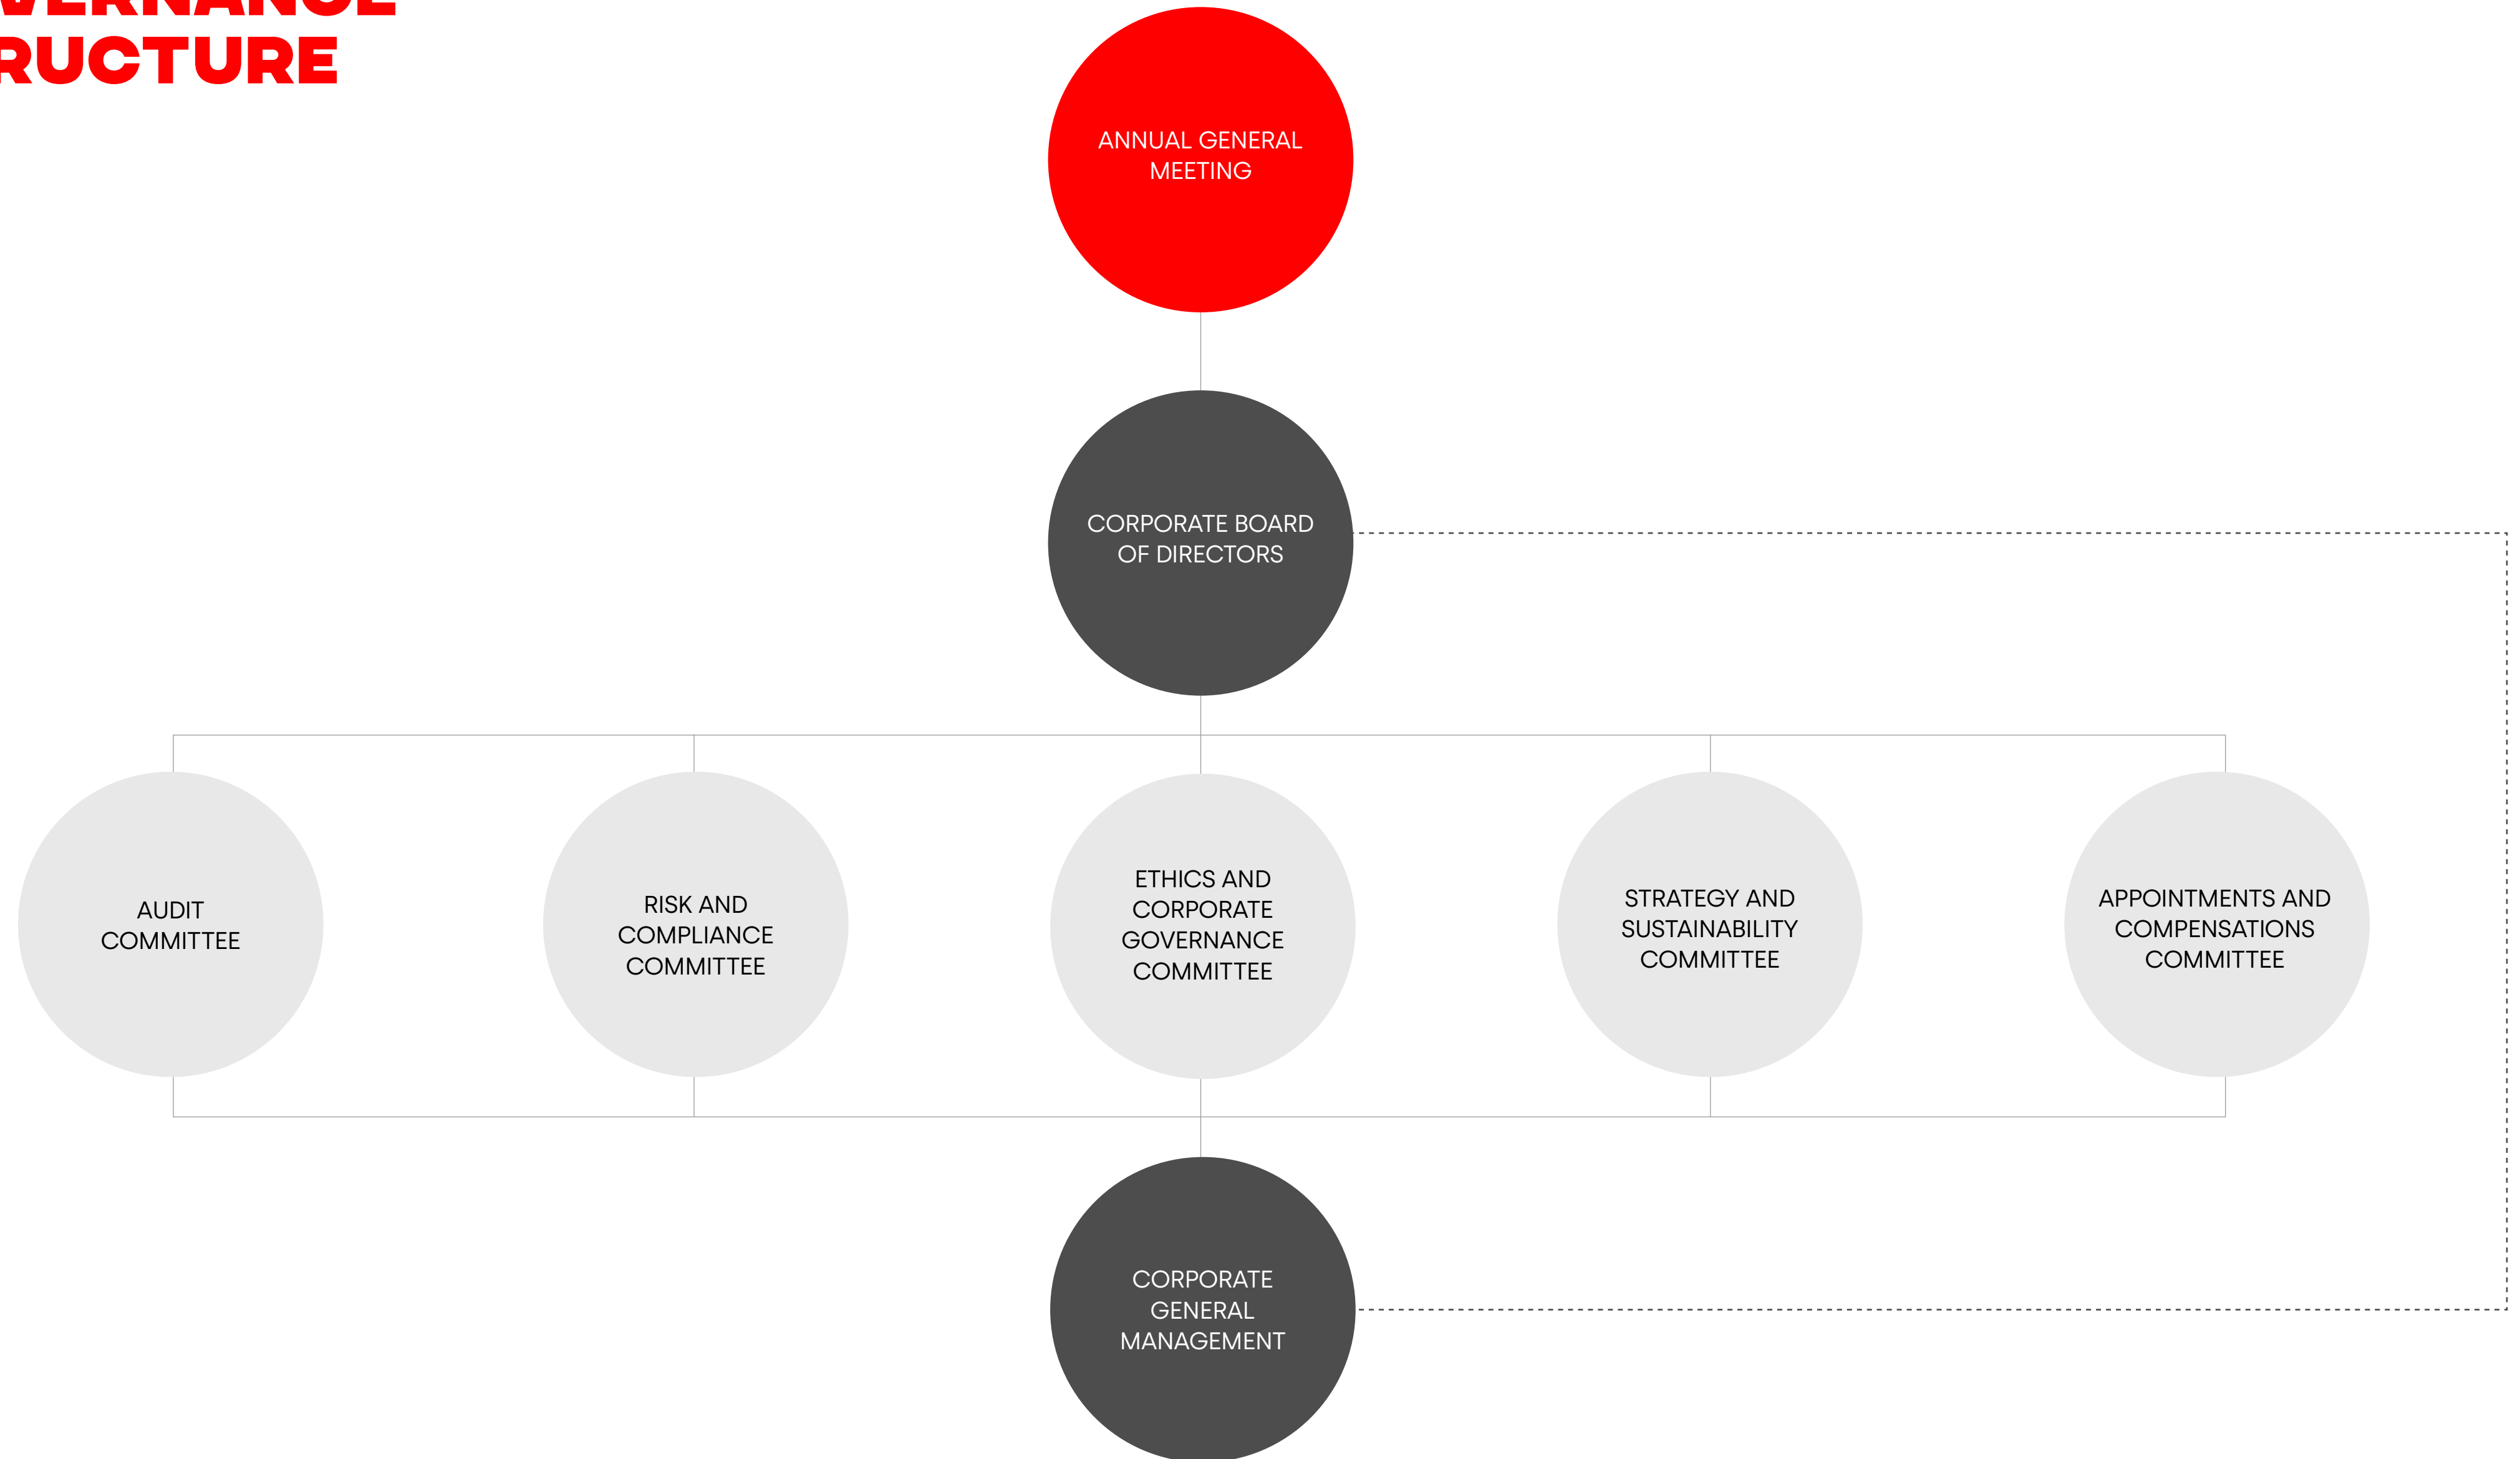 RUCTURE
ANNUAL GENERAL
MEETING
CORPORATE BOARD
OF DIRECTORS
AUDIT
COMMITTEE
RISK AND
COMPLIANCE
COMMITTEE
ETHICS AND
CORPORATE
GOVERNANCE
COMMITTEE
STRATEGY AND
SUSTAINABILITY
COMMITTEE
APPOINTMENTS AND
COMPENSATIONS
COMMITTEE
CORPORATE
GENERAL
MANAGEMENT